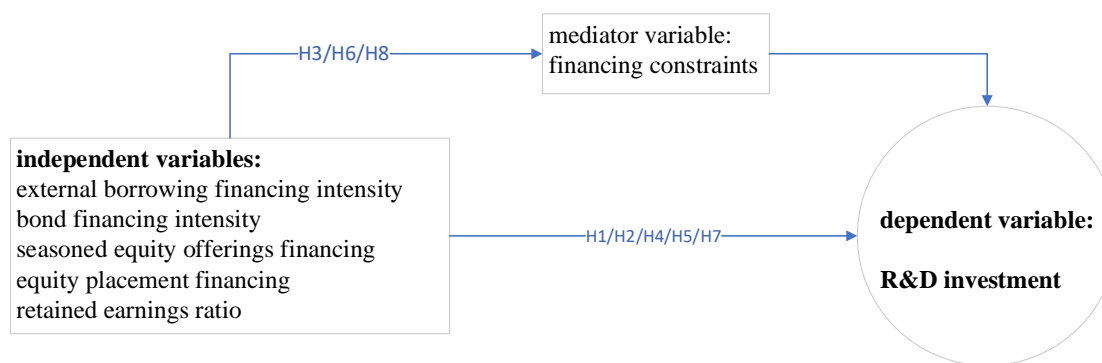 H3/H6/H8
mediator variable:
financing constraints
independent variables:
external borrowing financing intensity
bond financing intensity
seasoned equity offerings financing
equity placement financing
retained earnings ratio
H1/H2/H4/H5/H7
dependent variable:
R&D investment